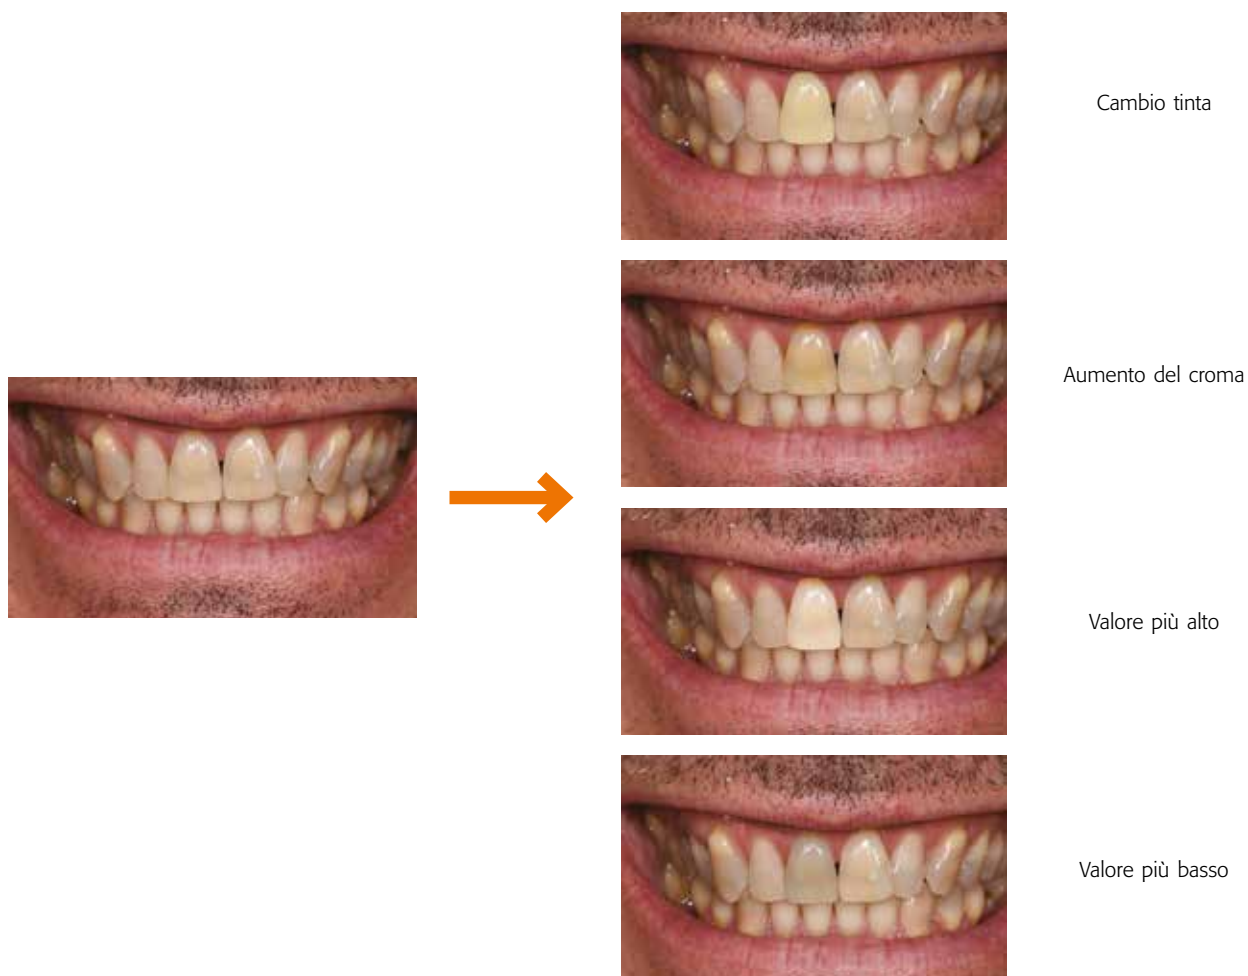 Cambio tinta
Aumento del croma
Valore più alto
Valore più basso